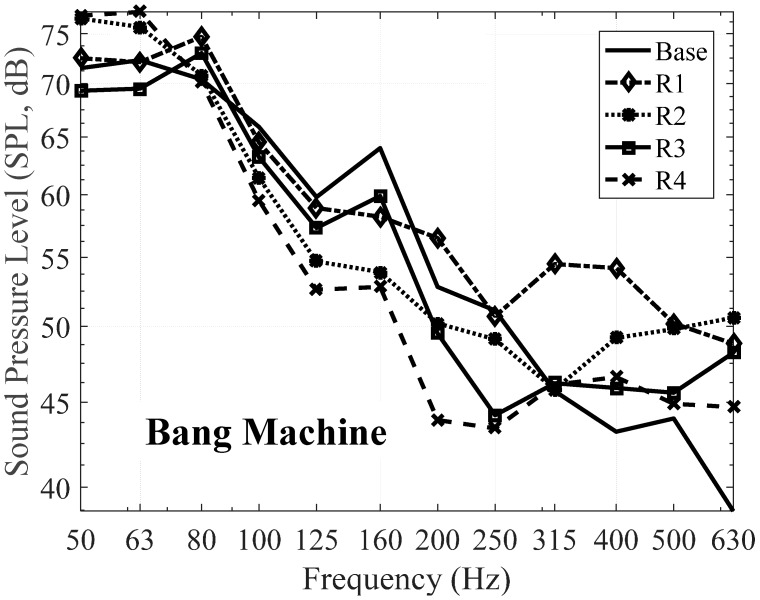 Sound Pressure Level (SPL, dB)
75
70
65
60
55
50
45
40
Base
R1
R2
R3
R4
Bang Machine
50 63 80 100 125 160 200 250 315 400 500 630
Frequency (Hz)